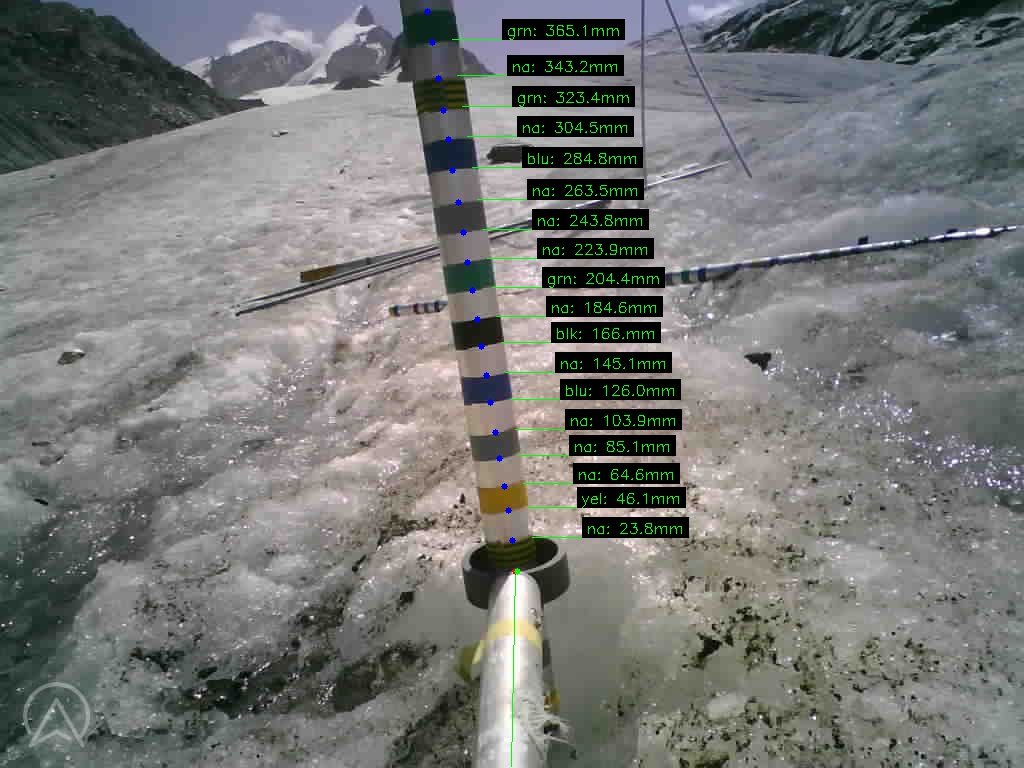 grn: 365.1mm
na: 343.2mm
grn: 323.4mm
na: 304.5mm
blu: 284.8mm
na: 263.5mm
na: 243.8mm
na: 223.9mm
grn: 204.4mm
na: 184.6mm
blk: 166.mm
na: 145.1mm
blu: 126.0mm
na: 103.9mm
na: 85.1mm
na: 64.6mm
yel: 46.1mm
na: 23.8mm